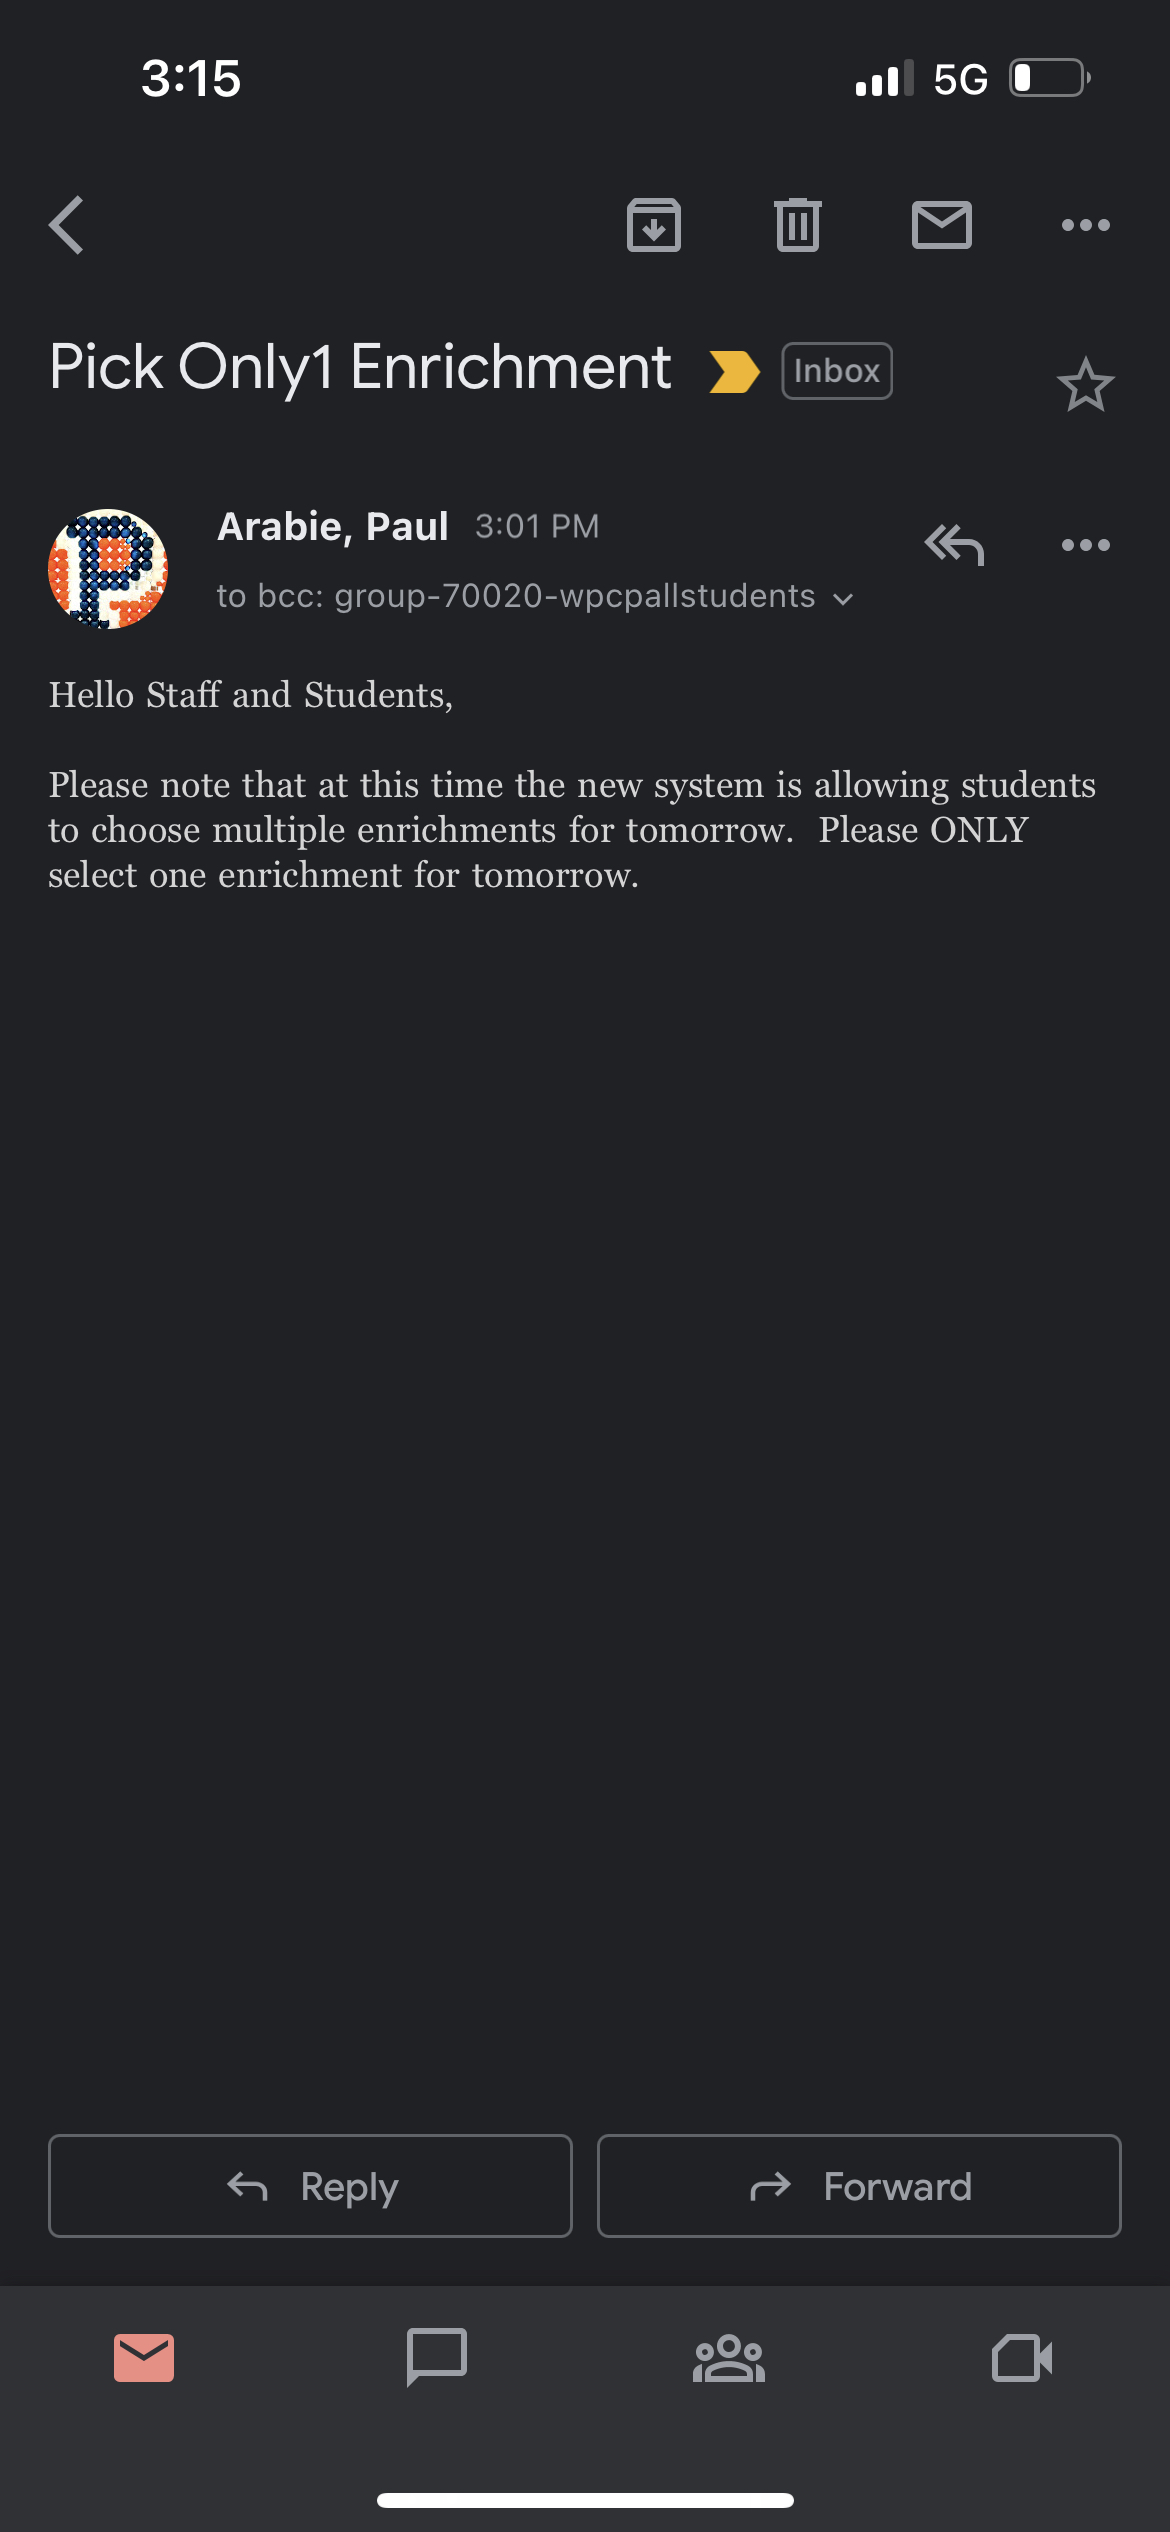 3:15 5G
Pick Only1 Enrichment Inbox
Arabie, Paul 3:01 PM
to bcc: group-70020-wpcpallstudents
Hello Staff and Students,
Please note that at this time the new system is allowing students
to choose multiple enrichments for tomorrow.  Please ONLY
select one enrichment for tomorrow.
Reply Forward